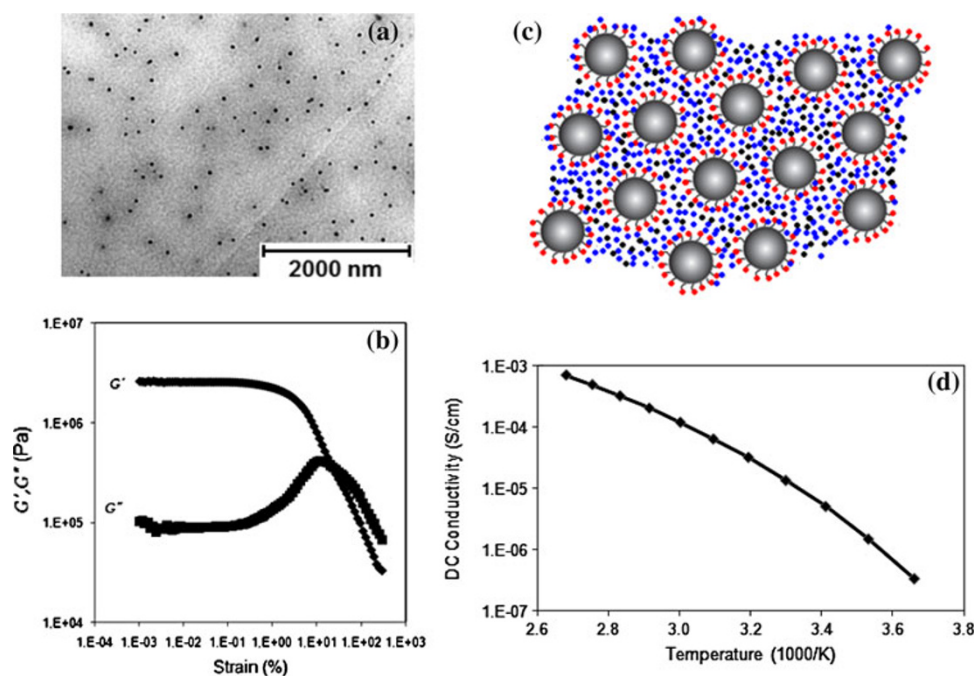 (a)
2000 nm
(c)
(b)
1.E+07
1.E+06
1.E+05
1.E+04
G′
G″
G′,G″ (Pa)
1.E-04 1.E-03 1.E-02 1.E-01 1.E+00 1.E+01 1.E+02 1.E+03
Strain (%)
(d)
1.E-03
1.E-04
1.E-05
1.E-06
1.E-07
DC Conductivity (S/cm)
2.6 2.8 3.0 3.2 3.4 3.6 3.8
Temperature (1000/K)